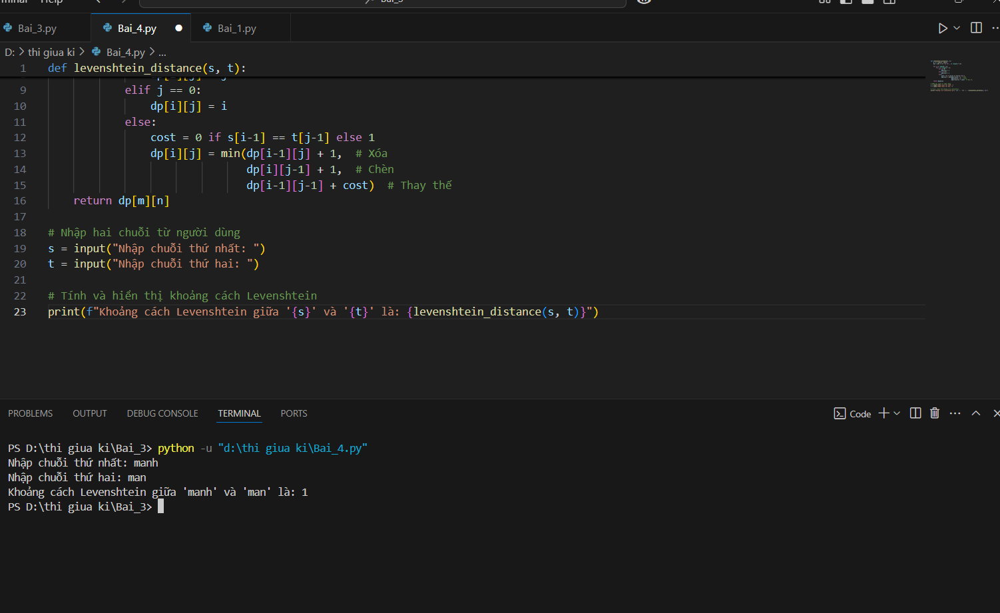 Bai_3.py
Bai_4.py
Bai_1.py
D: > thi giua ki > Bai_4.py > ...
1 def levenshtein_distance(s, t):
9 elif j == 0:
10 dp[i][j] = i
11 else:
12 cost = 0 if s[i-1] == t[j-1] else 1
13 dp[i][j] = min(dp[i-1][j] + 1, # Xóa
14 dp[i][j-1] + 1, # Chèn
15 dp[i-1][j-1] + cost) # Thay thế
16 return dp[m][n]
17
18 # Nhập hai chuỗi từ người dùng
19 s = input("Nhập chuỗi thứ nhất: ")
20 t = input("Nhập chuỗi thứ hai: ")
21
22 # Tính và hiển thị khoảng cách Levenshtein
23 print(f"Khoảng cách Levenshtein giữa '{s}' và '{t}' là: {levenshtein_distance(s, t)}")
PROBLEMS OUTPUT DEBUG CONSOLE TERMINAL PORTS
Code
PS D:\thi giua ki\Bai_3> python -u "d:\thi giua ki\Bai_4.py"
Nhập chuỗi thứ nhất: manh
Nhập chuỗi thứ hai: man
Khoảng cách Levenshtein giữa 'manh' và 'man' là: 1
PS D:\thi giua ki\Bai_3>